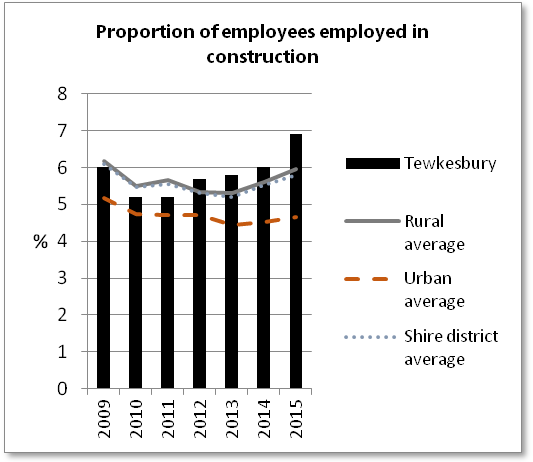 Proportion of employees employed in
construction
8
7
6
5
4
3
2
1
0
%
2009
2010
2011
2012
2013
2014
2015
Tewkesbury
Rural
average
Urban
average
Shire district
average